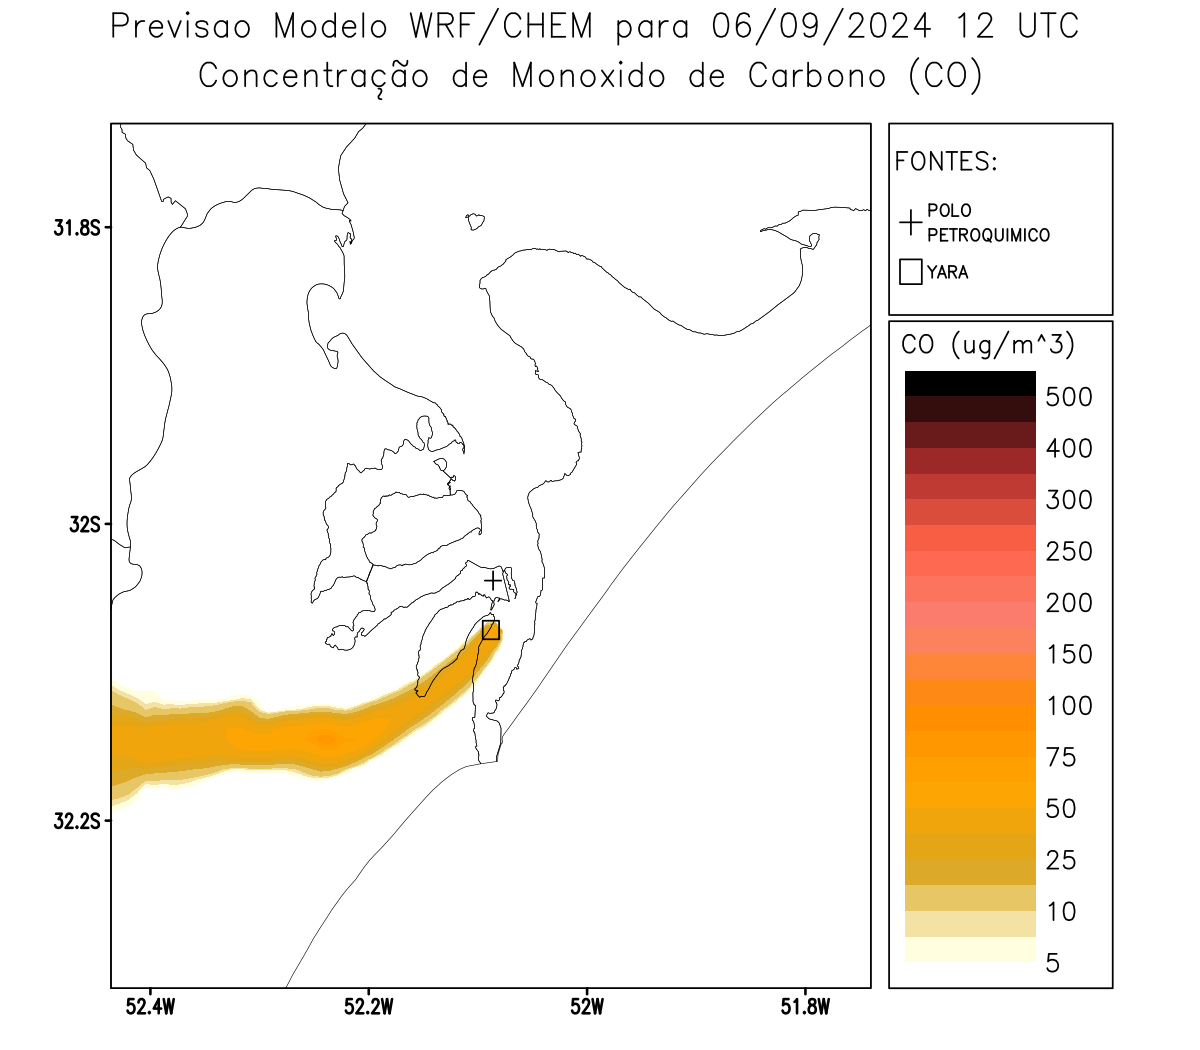 Previsao Modelo WRF/CHEM para 06/09/2024 12 UTC
Concentração de Monoxido de Carbono (CO)
FONTES:
POLO
PETROQUIMICO
YARA
CO (ug/m^3)
500
400
300
250
200
150
100
75
50
25
10
5
31.8S
32S
32.2S
52.4W
52.2W
52W
51.8W